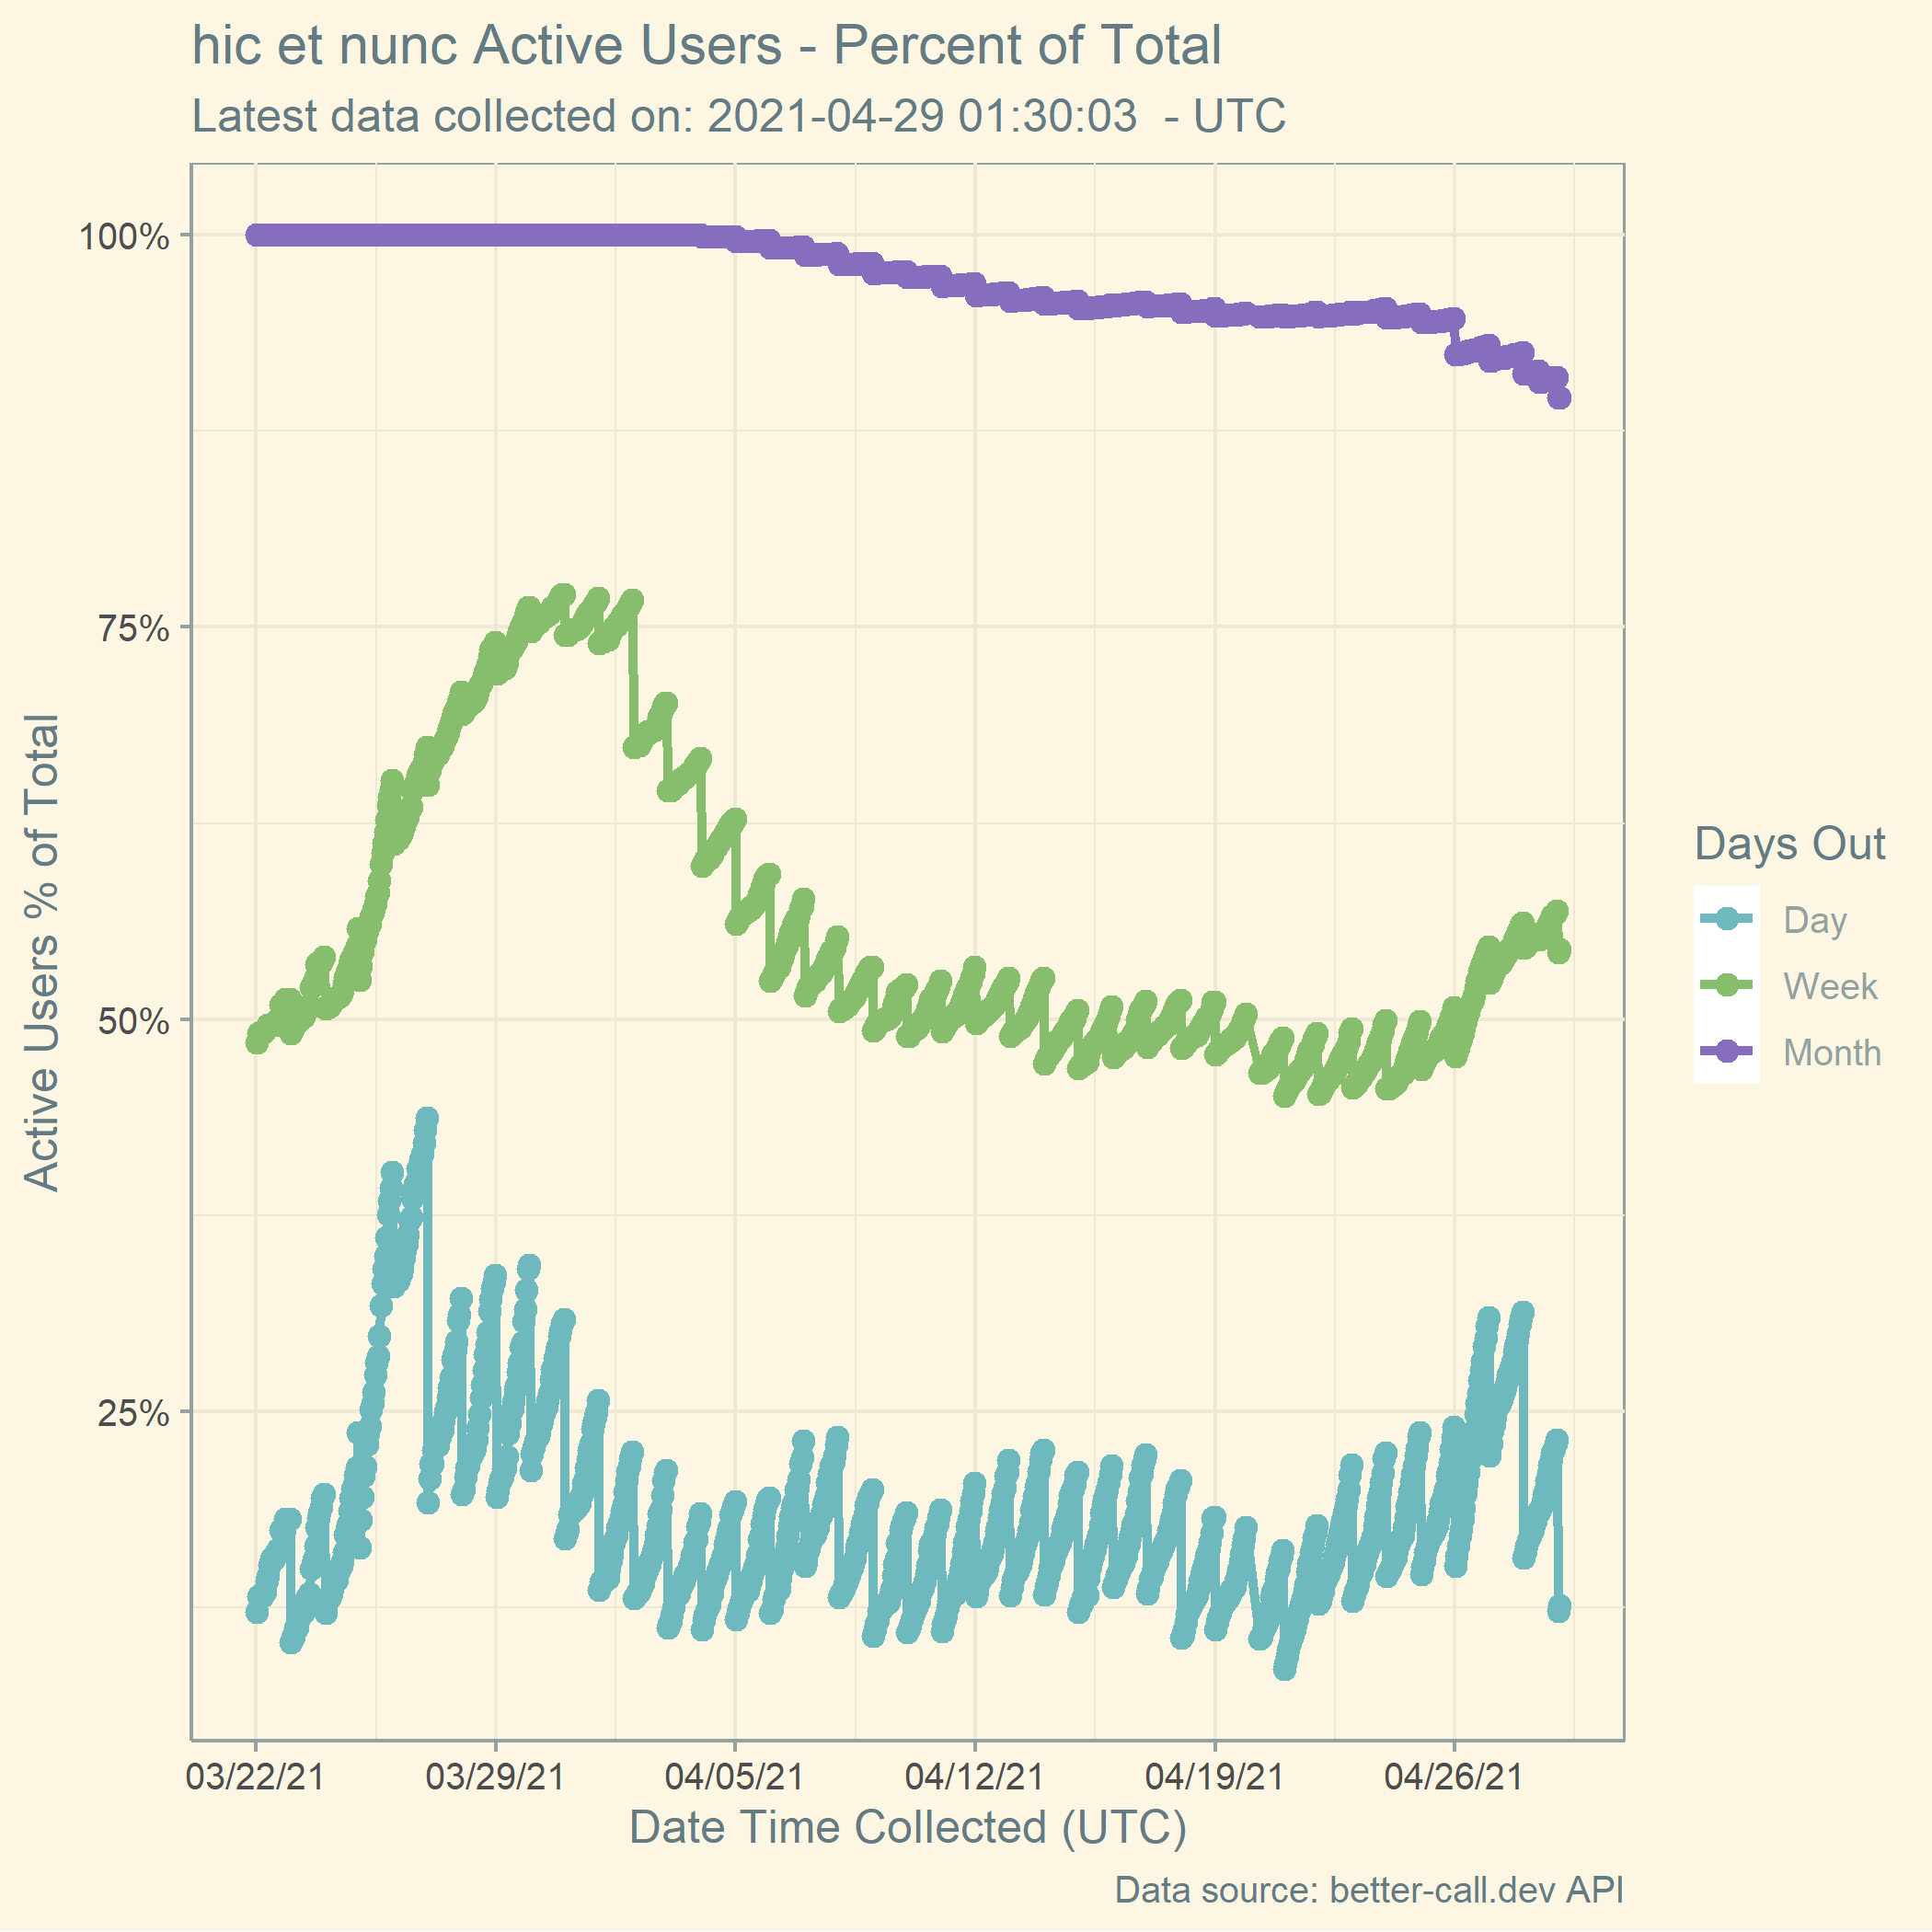 hic et nunc Active Users - Percent of Total
Latest data collected on: 2021-04-29 01:30:03  - UTC
Active Users % of Total
100%
75%
50%
25%
03/22/21 03/29/21 04/05/21 04/12/21 04/19/21 04/26/21
Date Time Collected (UTC)
Days Out
Day
Week
Month
Data source: better-call.dev API